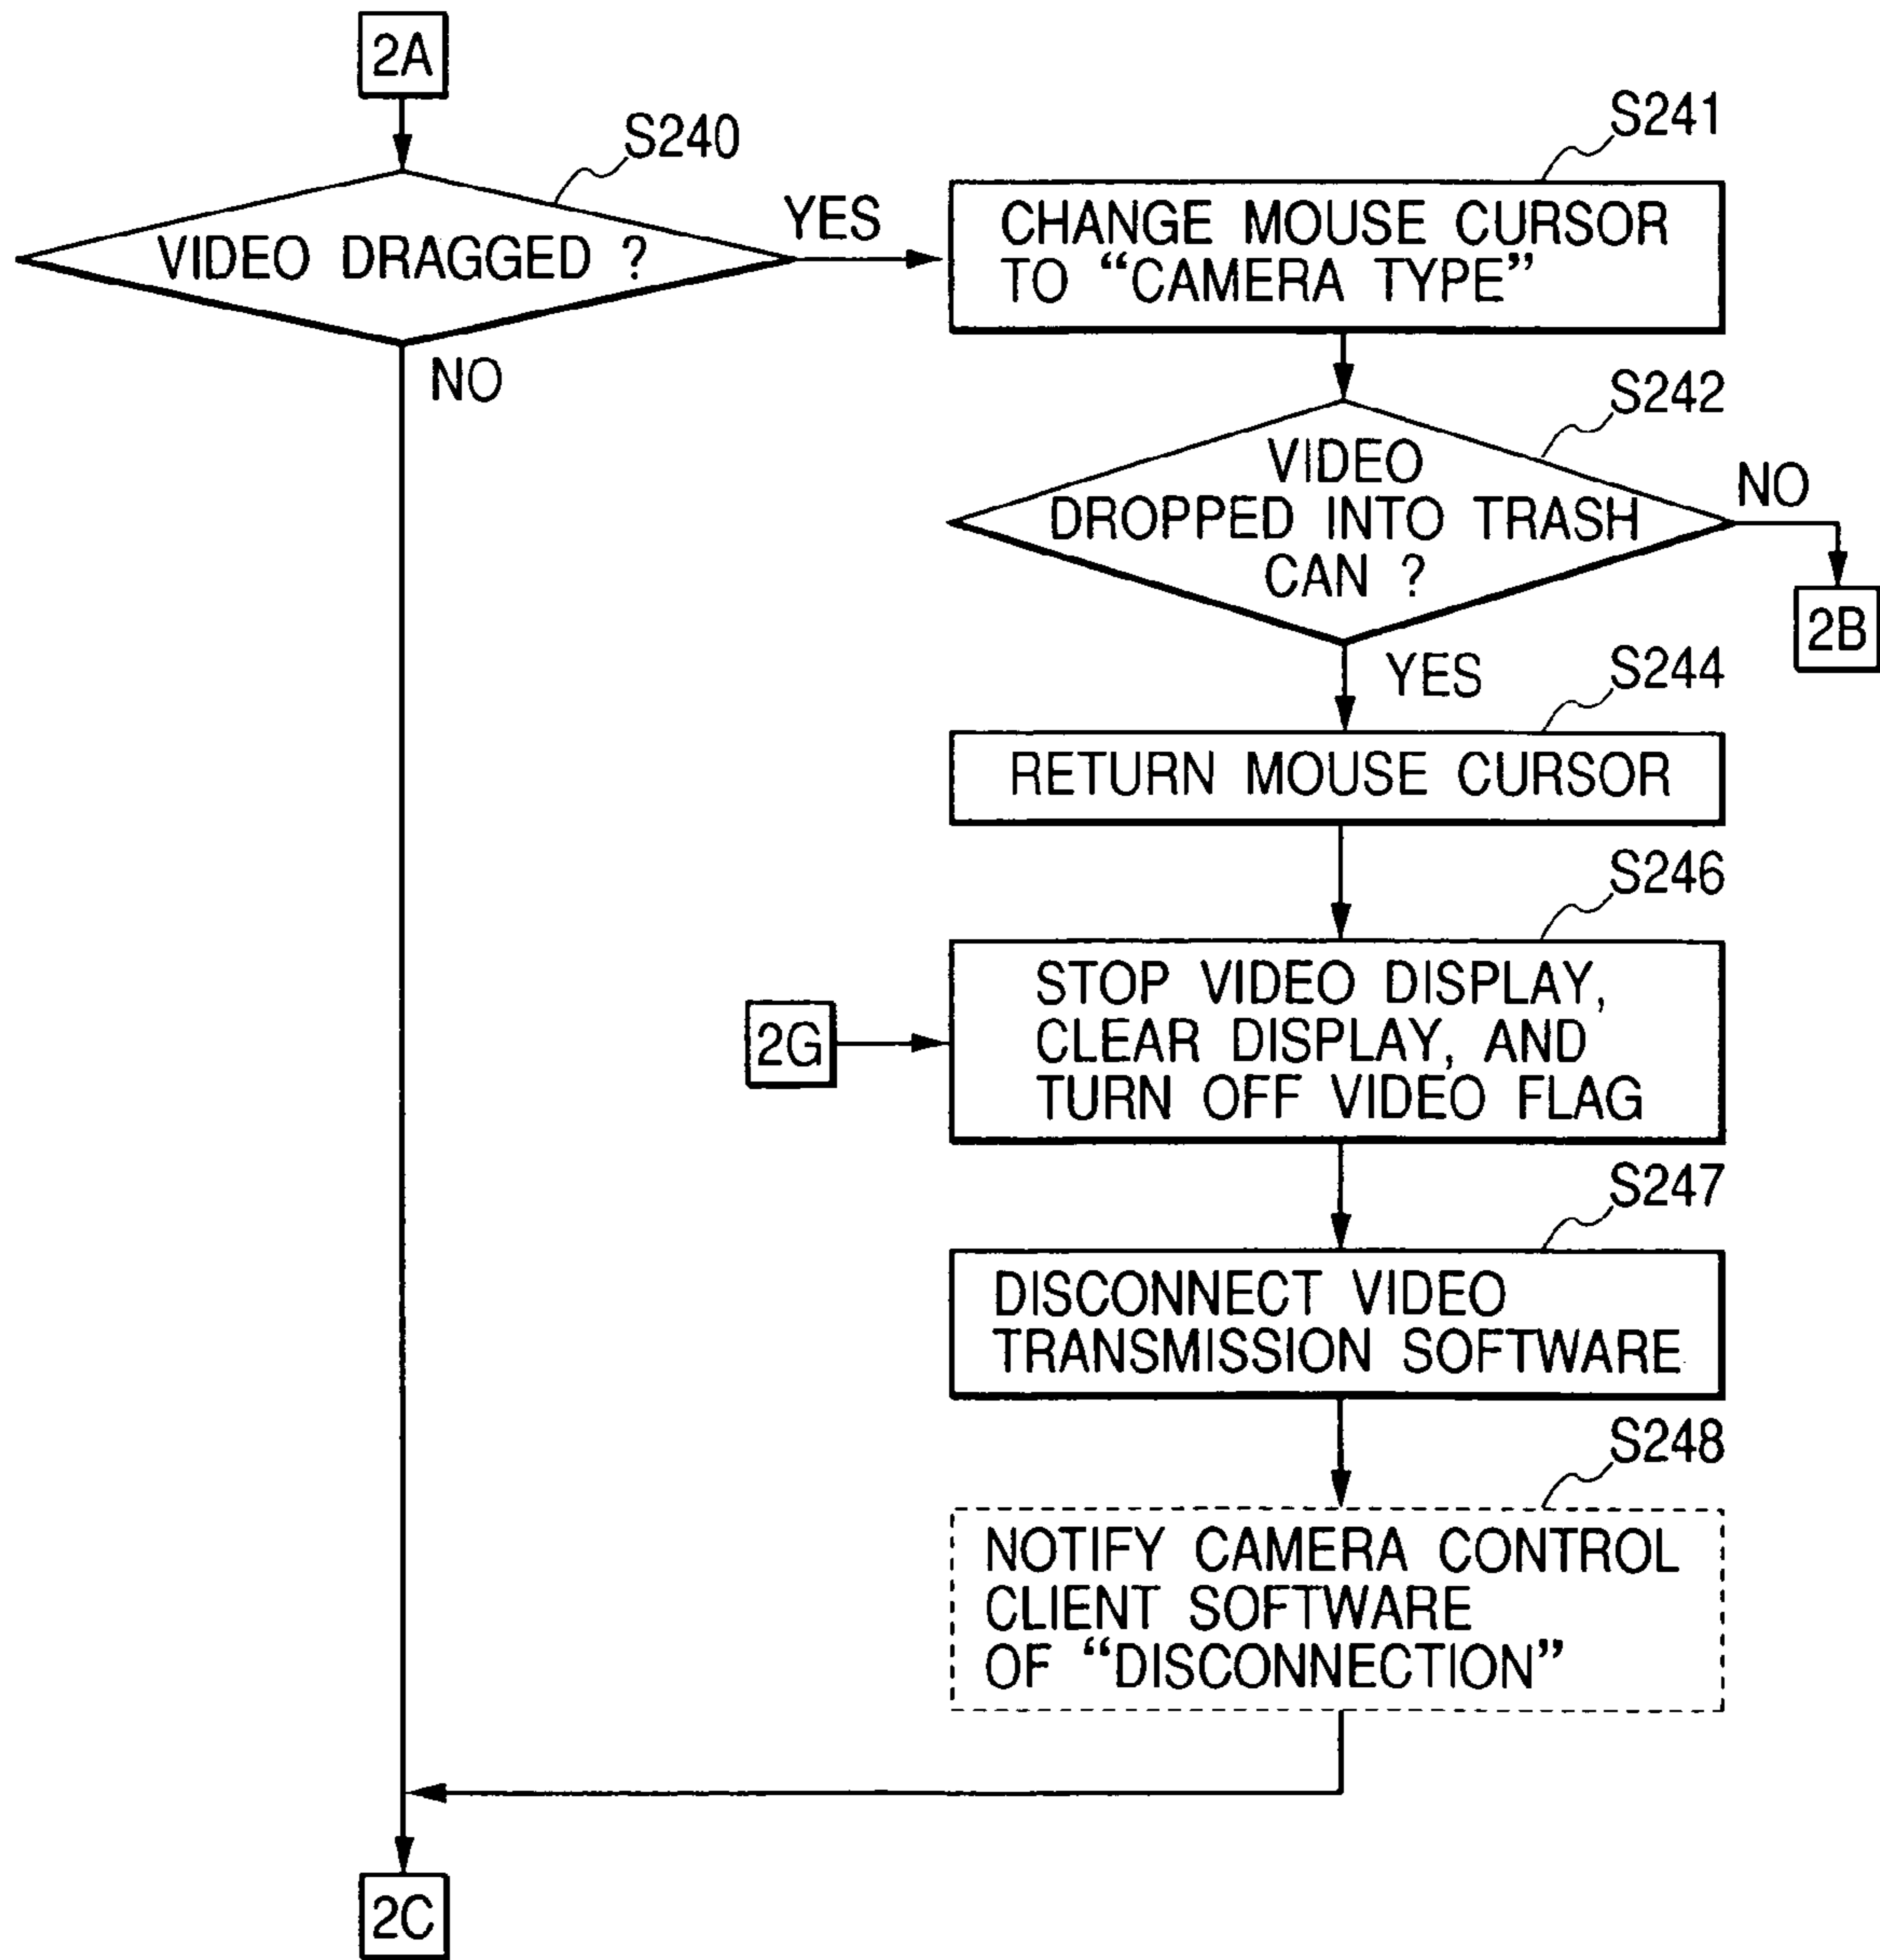 2A
S240
VIDEO DRAGGED ?
YES
NO
S241
CHANGE MOUSE CURSOR
TO “CAMERA TYPE”
S242
VIDEO
DROPPED INTO TRASH
CAN ?
NO
2B
YES
S244
RETURN MOUSE CURSOR
S246
STOP VIDEO DISPLAY,
CLEAR DISPLAY, AND
TURN OFF VIDEO FLAG
2G
S247
DISCONNECT VIDEO
TRANSMISSION SOFTWARE
S248
NOTIFY CAMERA CONTROL
CLIENT SOFTWARE
OF “DISCONNECTION”
2C